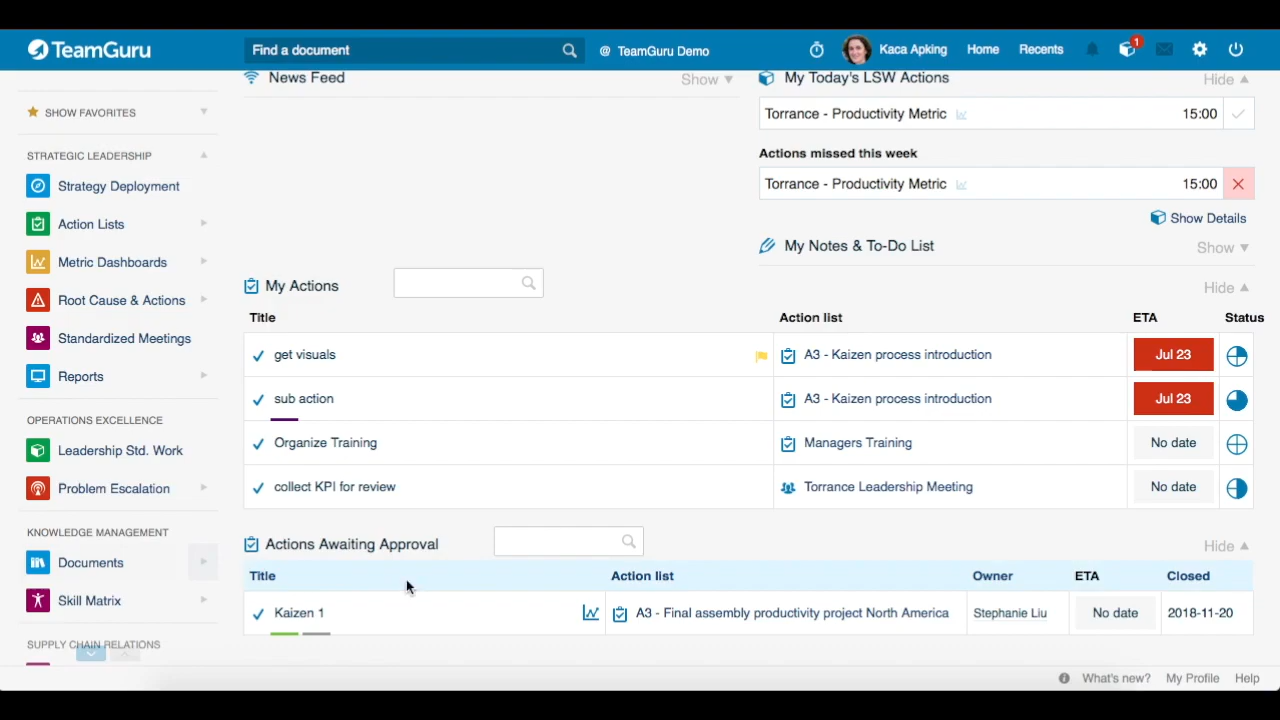 TeamGuru
Find a document
@ TeamGuru Demo
Kaca Apking
Home
Recents
1
SHOW FAVORITES
STRATEGIC LEADERSHIP
Strategy Deployment
Action Lists
Metric Dashboards
Root Cause & Actions
Standardized Meetings
Reports
OPERATIONS EXCELLENCE
Leadership Std. Work
Problem Escalation
KNOWLEDGE MANAGEMENT
Documents
Skill Matrix
SUPPLY CHAIN RELATIONS
News Feed
Show
My Today's LSW Actions
Hide
Torrance - Productivity Metric 15:00
Actions missed this week
Torrance - Productivity Metric 15:00
Show Details
My Notes & To-Do List
Show
My Actions
Hide
Title Action list ETA Status
get visuals A3 - Kaizen process introduction Jul 23
sub action A3 - Kaizen process introduction Jul 23
Organize Training Managers Training No date
collect KPI for review Torrance Leadership Meeting No date
Actions Awaiting Approval
Hide
Title Action list Owner ETA Closed
Kaizen 1 A3 - Final assembly productivity project North America Stephanie Liu No date 2018-11-20
What's new? My Profile Help